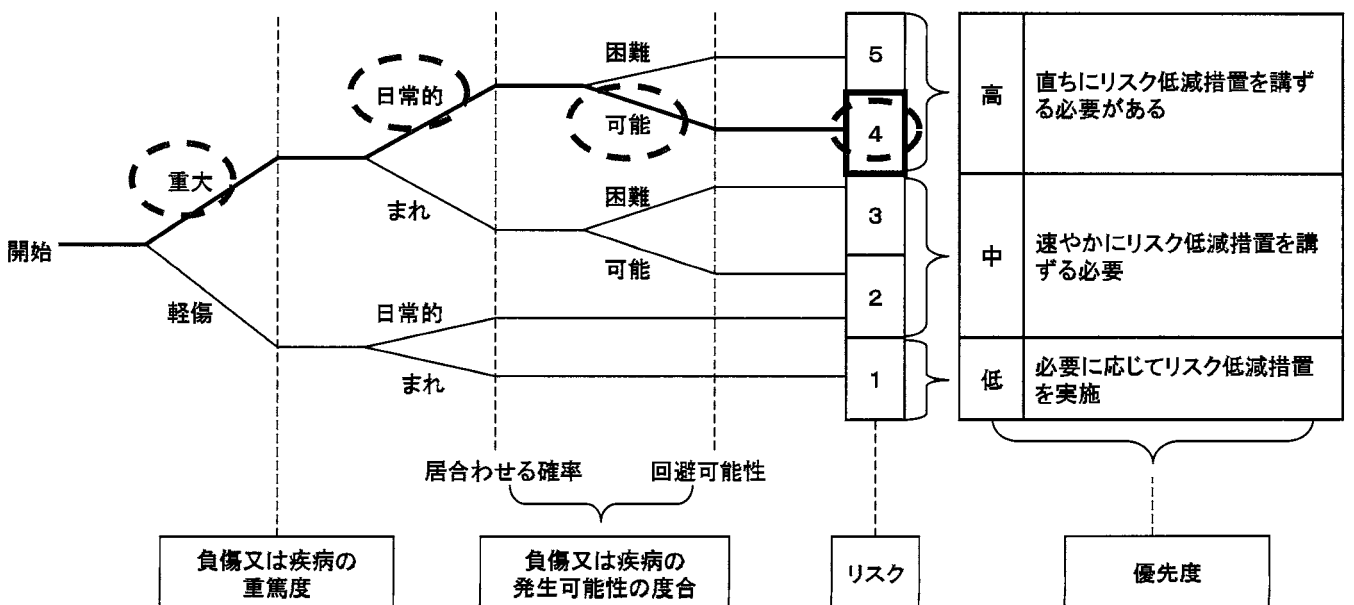 困難
5
高
直ちにリスク低減措置を講ず
る必要がある
日常的
可能
4
重大
困難
まれ
3
中
速やかにリスク低減措置を講
ずる必要
開始
可能
2
軽傷
日常的
まれ
1
低
必要に応じてリスク低減措置
を実施
居合わせる確率
回避可能性
負傷又は疾病の
重篤度
負傷又は疾病の
発生可能性の度合
リスク
優先度